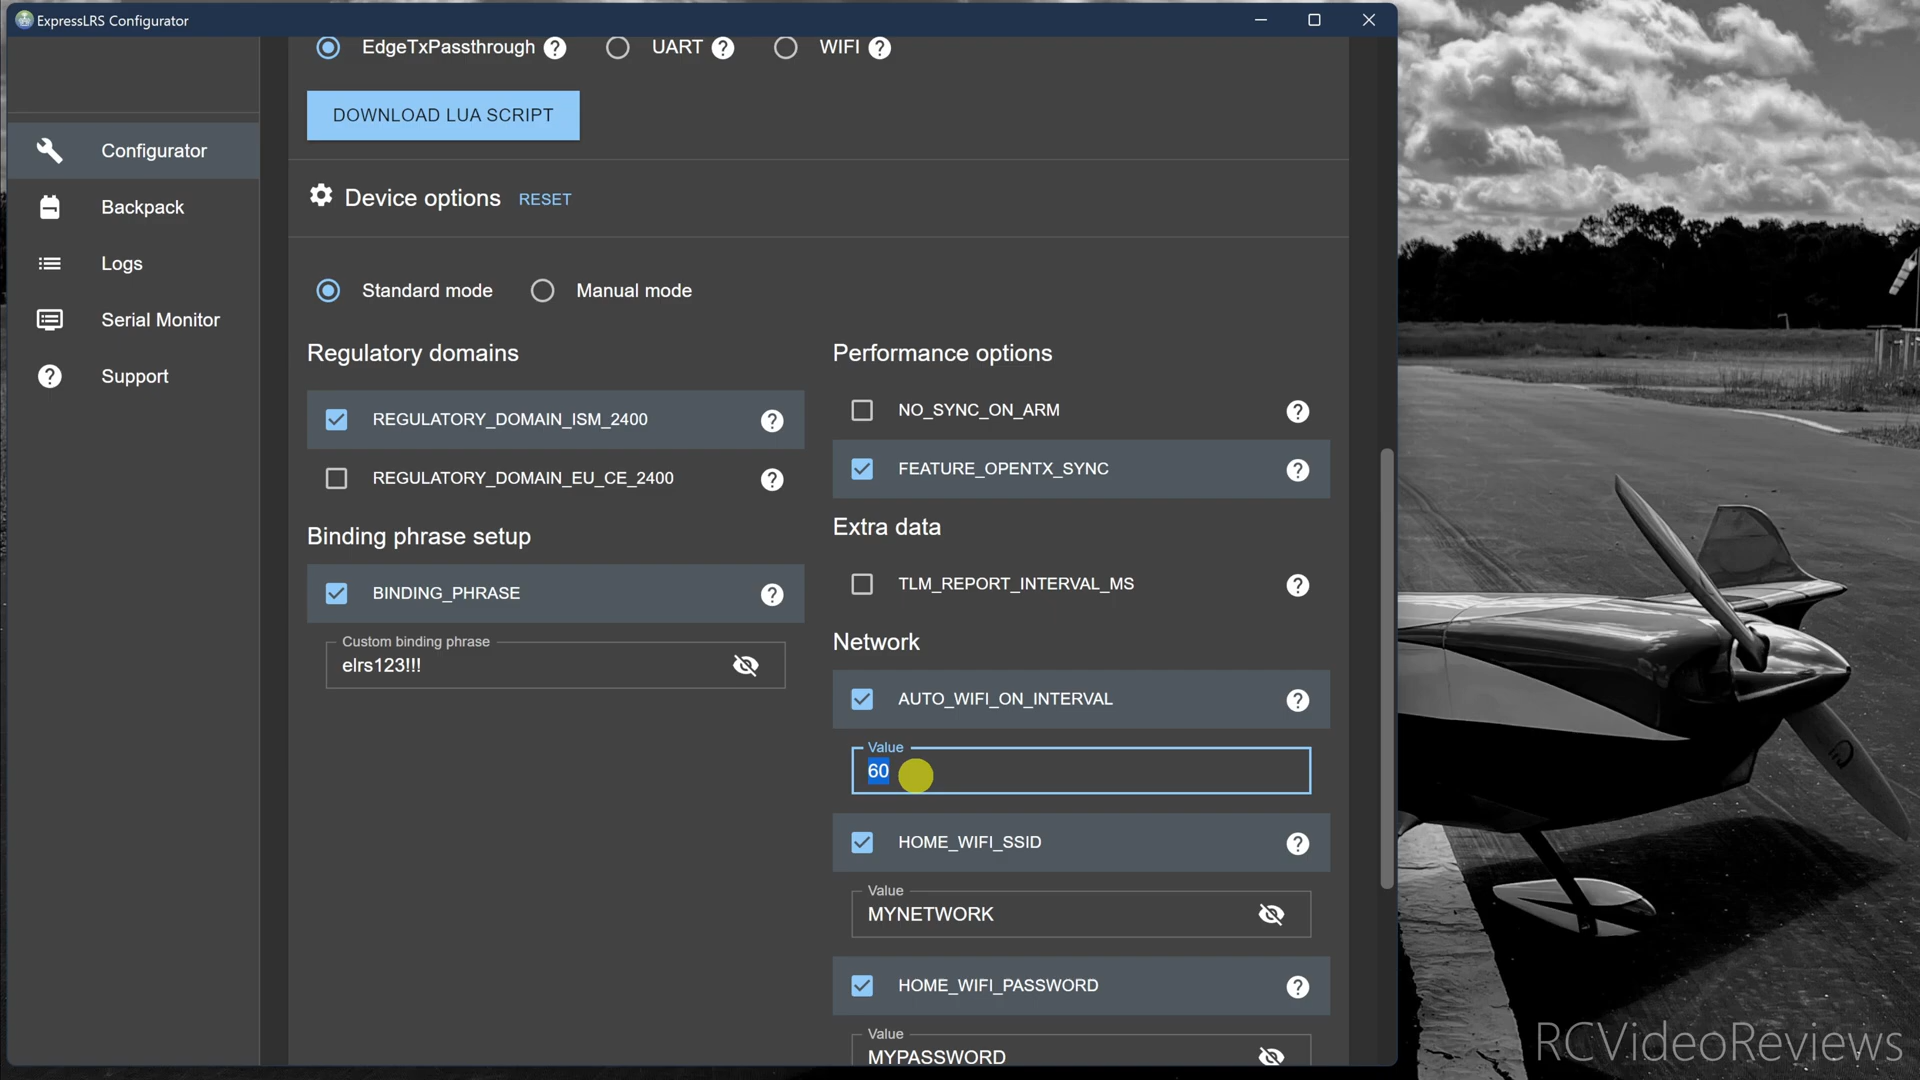 ExpressLRS Configurator
EdgeTxPassthrough ? UART ? WIFI ?
DOWNLOAD LUA SCRIPT
Configurator
Backpack
Logs
Serial Monitor
Support
Device options RESET
Standard mode Manual mode
Regulatory domains
REGULATORY_DOMAIN_ISM_2400 ?
REGULATORY_DOMAIN_EU_CE_2400 ?
Binding phrase setup
BINDING_PHRASE ?
Custom binding phrase
elrs123!!!
Performance options
NO_SYNC_ON_ARM ?
FEATURE_OPENTX_SYNC ?
Extra data
TLM_REPORT_INTERVAL_MS ?
Network
AUTO_WIFI_ON_INTERVAL ?
Value
60
HOME_WIFI_SSID ?
Value
MYNETWORK
HOME_WIFI_PASSWORD ?
Value
MYPASSWORD
RCVideoReviews